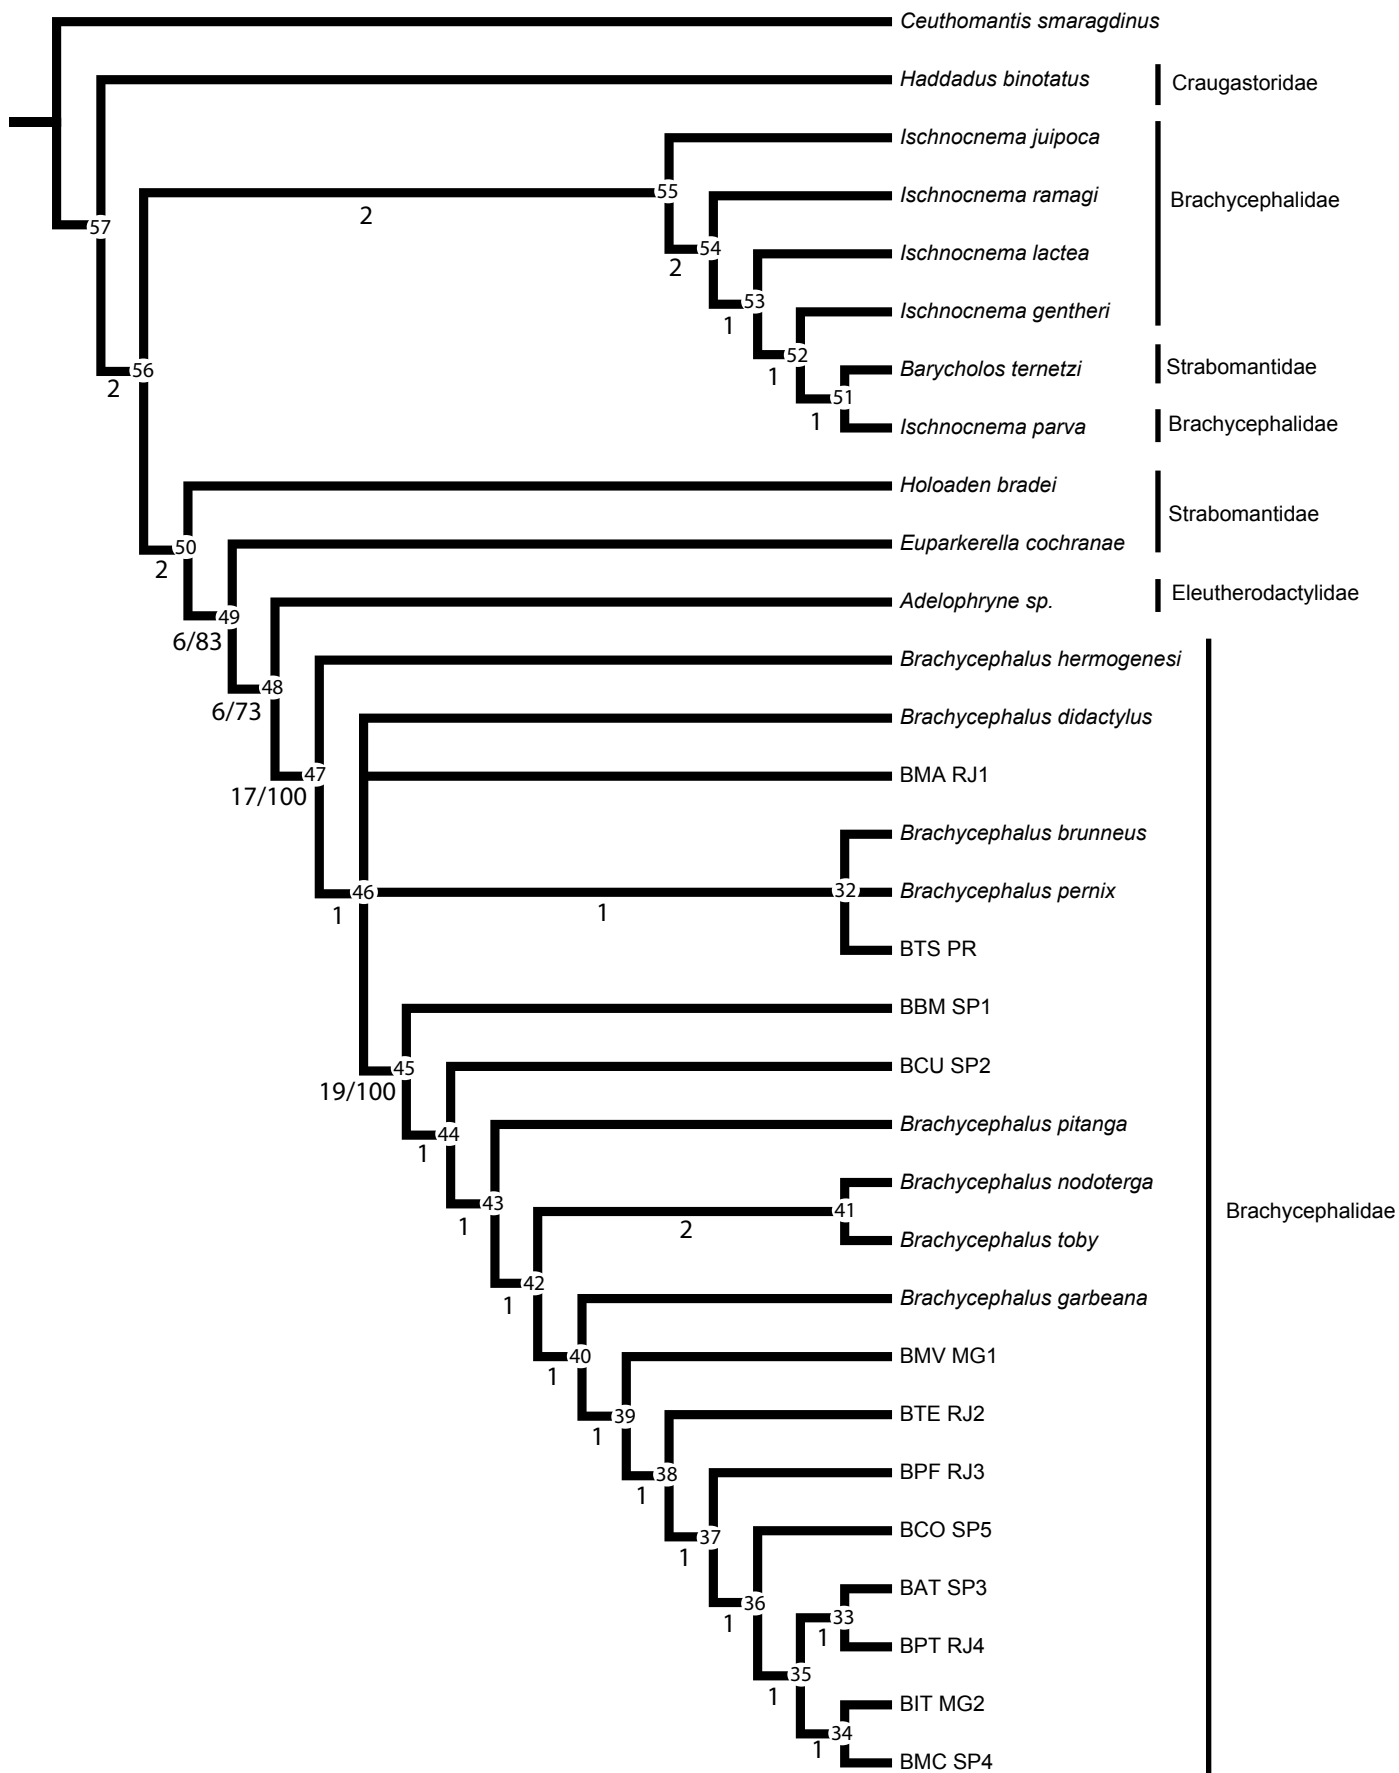 Ceuthomantis smaragdinus
Haddadus binotatus
Craugastoridae
Ischnocnema juipoca
55
Ischnocnema ramagi
Brachycephalidae
2
57
54
2
Ischnocnema lactea
53
1
Ischnocnema gentheri
52
1
56
2
Barycholos ternetzi
Strabomantidae
51
1
Ischnocnema parva
Brachycephalidae
Holoaden bradei
Strabomantidae
50
2
Euparkerella cochranae
49
6/83
Adelophryne sp.
Eleutherodactylidae
48
6/73
Brachycephalus hermogenesi
Brachycephalus didactylus
47
17/100
BMA RJ1
Brachycephalus brunneus
46
1
1
32
Brachycephalus pernix
BTS PR
BBM SP1
45
19/100
BCU SP2
44
1
Brachycephalus pitanga
43
1
Brachycephalus nodoterga
41
2
Brachycephalus toby
Brachycephalidae
42
1
Brachycephalus garbeana
40
1
BMV MG1
39
1
BTE RJ2
38
1
BPF RJ3
37
1
BCO SP5
36
1
BAT SP3
33
1
BPT RJ4
35
1
BIT MG2
34
1
BMC SP4